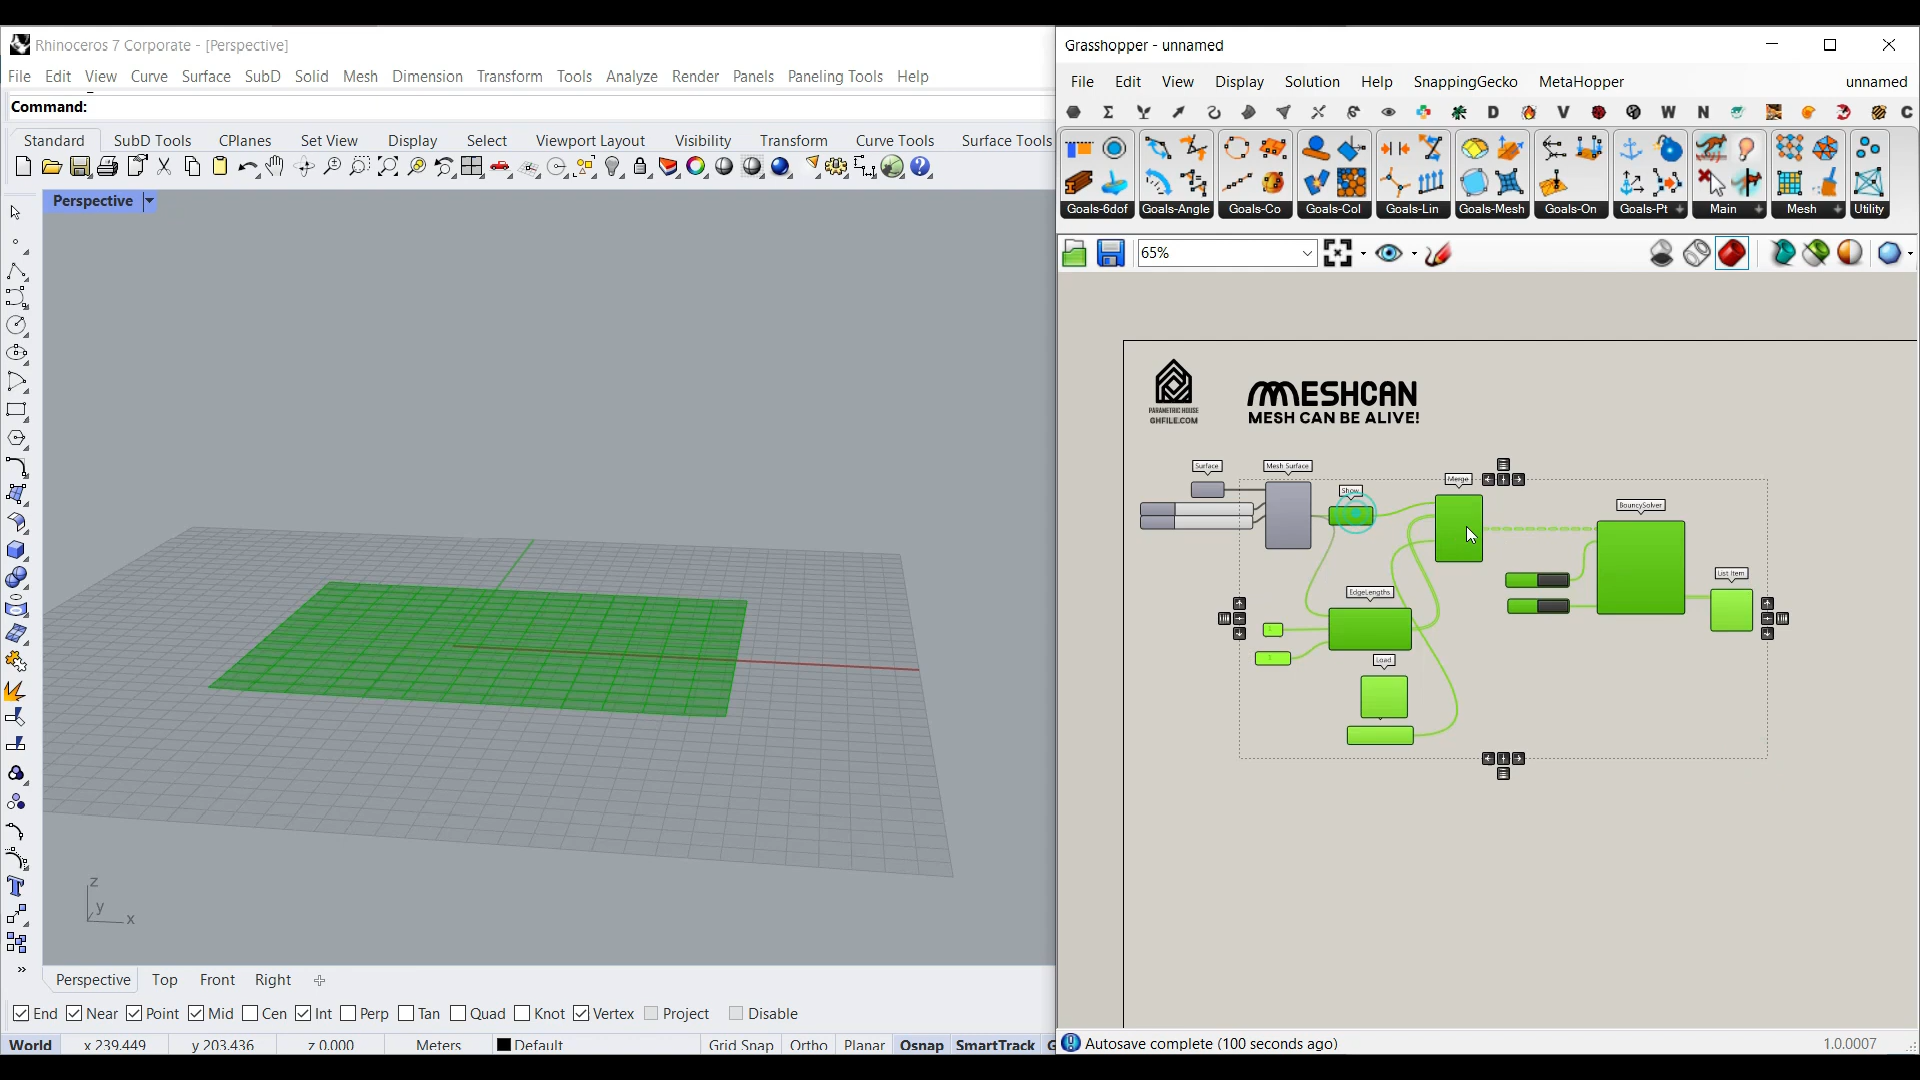 Rhinoceros 7 Corporate - [Perspective]
File Edit View Curve Surface SubD Solid Mesh Dimension Transform Tools Analyze Render Panels Paneling Tools Help
Command:
Standard SubD Tools CPlanes Set View Display Select Viewport Layout Visibility Transform Curve Tools Surface Tools
Perspective
z
y
x
Perspective Top Front Right
End Near Point Mid Cen Int Perp Tan Quad Knot Vertex Project Disable
World x 239.449 y 203.436 z 0.000 Meters Default Grid Snap Ortho Planar Osnap SmartTrack G
Grasshopper - unnamed
File Edit View Display Solution Help SnappingGecko MetaHopper unnamed
D V W N C
Goals-6dof Goals-Angle Goals-Co Goals-Col Goals-Lin Goals-Mesh Goals-On Goals-Pt Main Mesh Utility
65%
PARAMETRIC HOUSE
GHFILE.COM
MESHCAN
MESH CAN BE ALIVE!
Surface
Mesh Surface
Show
Merge
BouncySolver
List Item
EdgeLengths
Load
Autosave complete (100 seconds ago)
1.0.0007